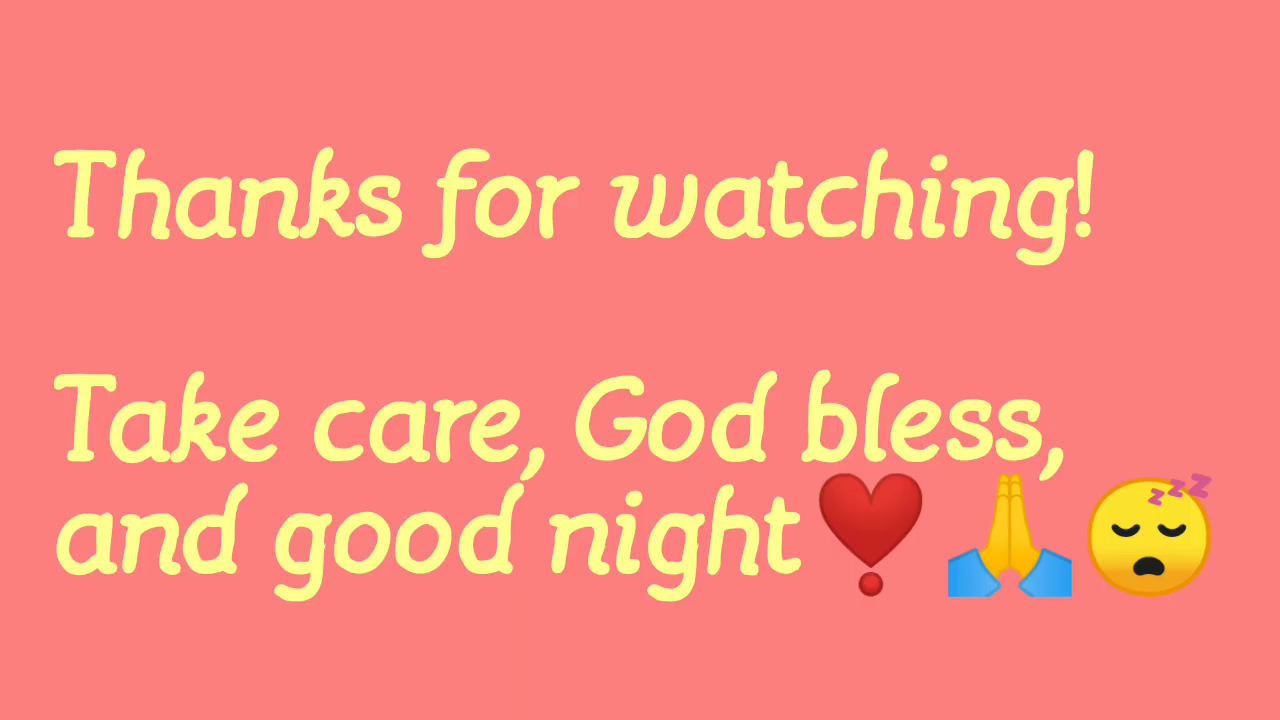 Thanks for watching!
Take care, God bless,
and good night❣️🙏😴